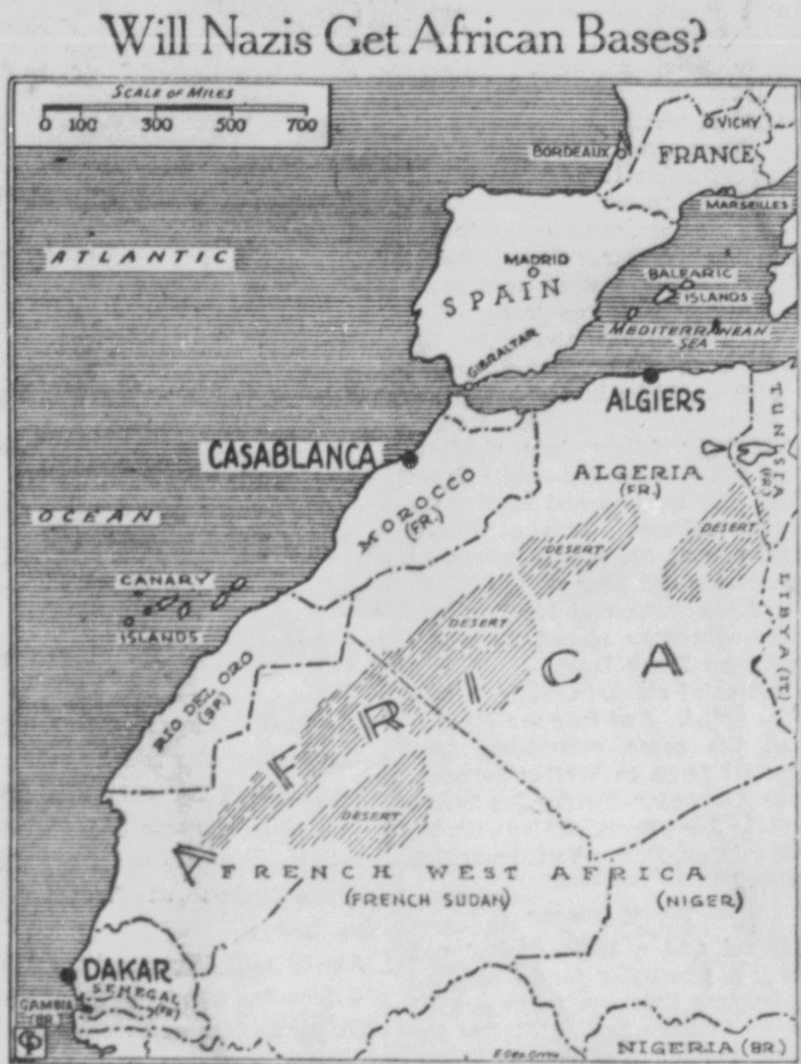 Will Nazis Get African Bases?
SCALE OF MILES
0 100 300 500 700
BORDEAUX
VICHY
FRANCE
MARSEILLES
ATLANTIC
MADRID
SPAIN
BALEARIC
ISLANDS
MEDITERRANEAN
SEA
GIBRALTAR
ALGIERS
TUNISIA
(FR.)
CASABLANCA
ALGERIA
(FR.)
MOROCCO
(FR.)
OCEAN
DESERT
DESERT
CANARY
ISLANDS
DESERT
LIBYA (IT.)
RIO DEL ORO
(SP.)
AFRICA
DESERT
FRENCH WEST AFRICA
(FRENCH SUDAN)
(NIGER)
DAKAR
SENEGAL
(FR)
GAMBIA
(BR.)
NIGERIA (BR.)